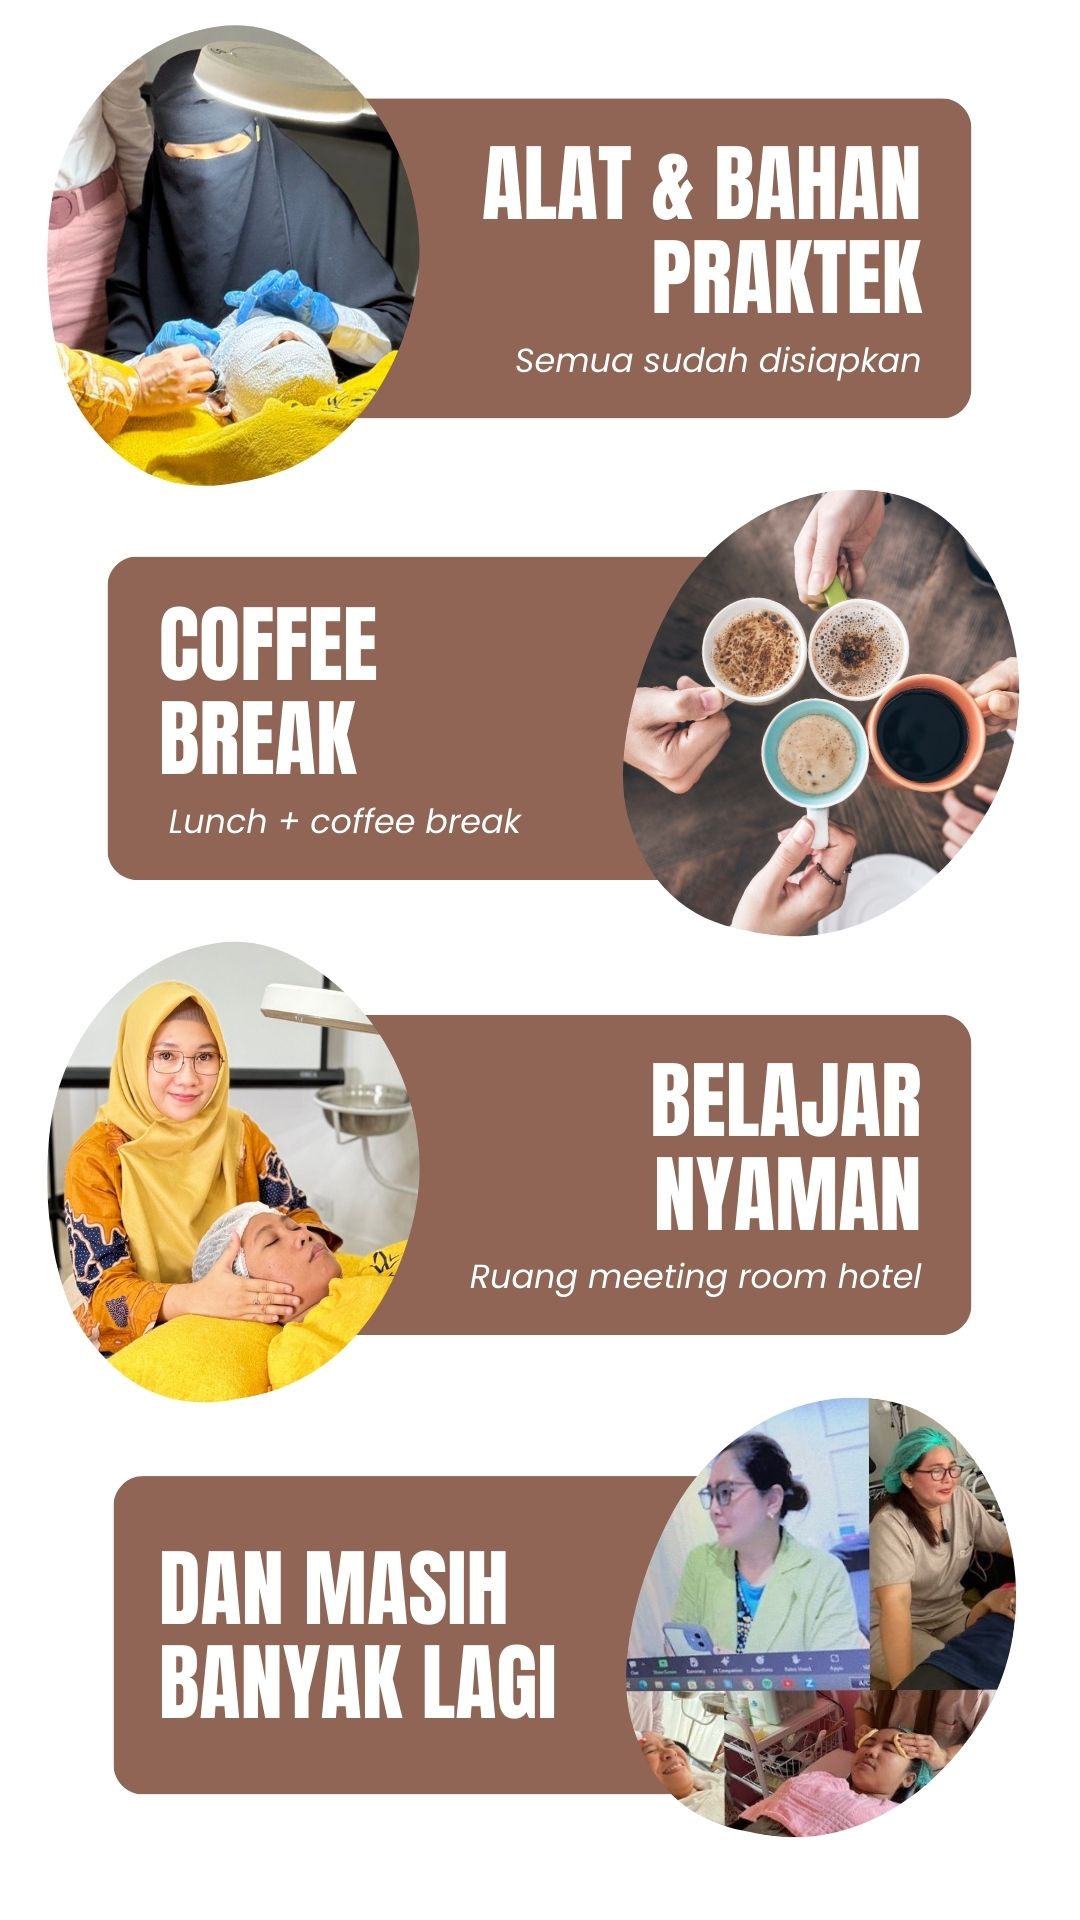 ALAT & BAHAN
PRAKTEK
Semua sudah disiapkan
COFFEE
BREAK
Lunch + coffee break
BELAJAR
NYAMAN
Ruang meeting room hotel
DAN MASIH
BANYAK LAGI